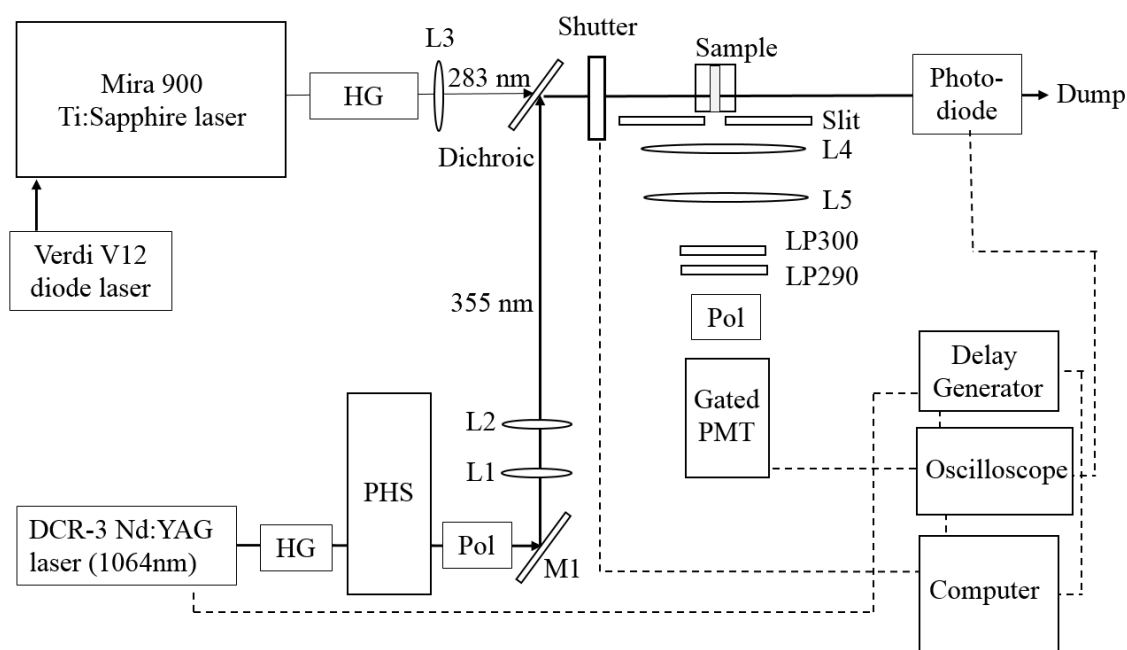 Mira 900
Ti:Sapphire laser
HG
L3
283 nm
Dichroic
Shutter
Sample
Slit
L4
L5
LP300
LP290
Pol
Gated
PMT
Photo-
diode
Dump
Verdi V12
diode laser
355 nm
L2
L1
DCR-3 Nd:YAG
laser (1064nm)
HG
PHS
Pol
M1
Delay
Generator
Oscilloscope
Computer